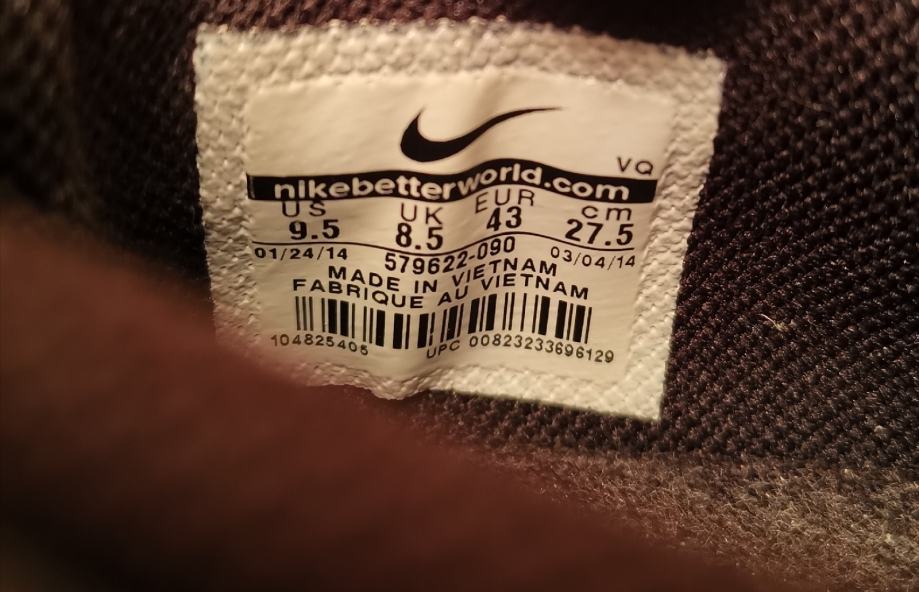 VQ
nikebetterworld.com
US UK EUR cm
9.5 8.5 43 27.5
01/24/14 579622-090 03/04/14
MADE IN VIETNAM
FABRIQUE AU VIETNAM
104825405 UPC 00823233696129